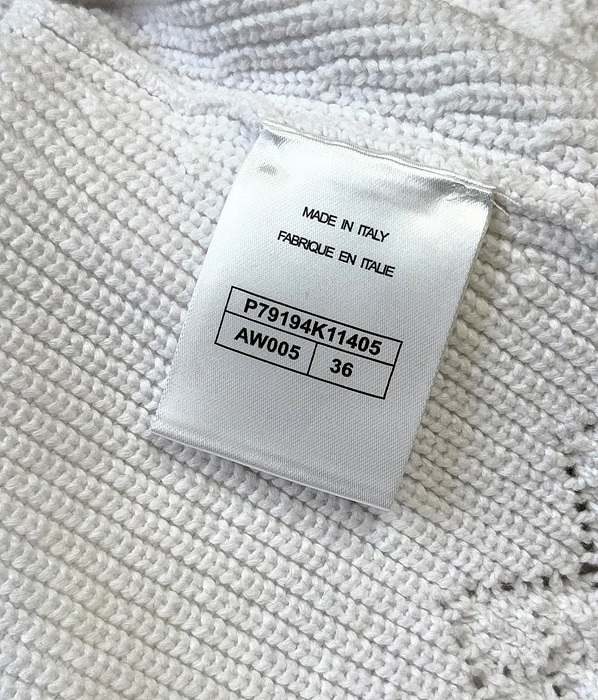 MADE IN ITALY
FABRIQUE EN ITALIE
P79194K11405
AW005 36